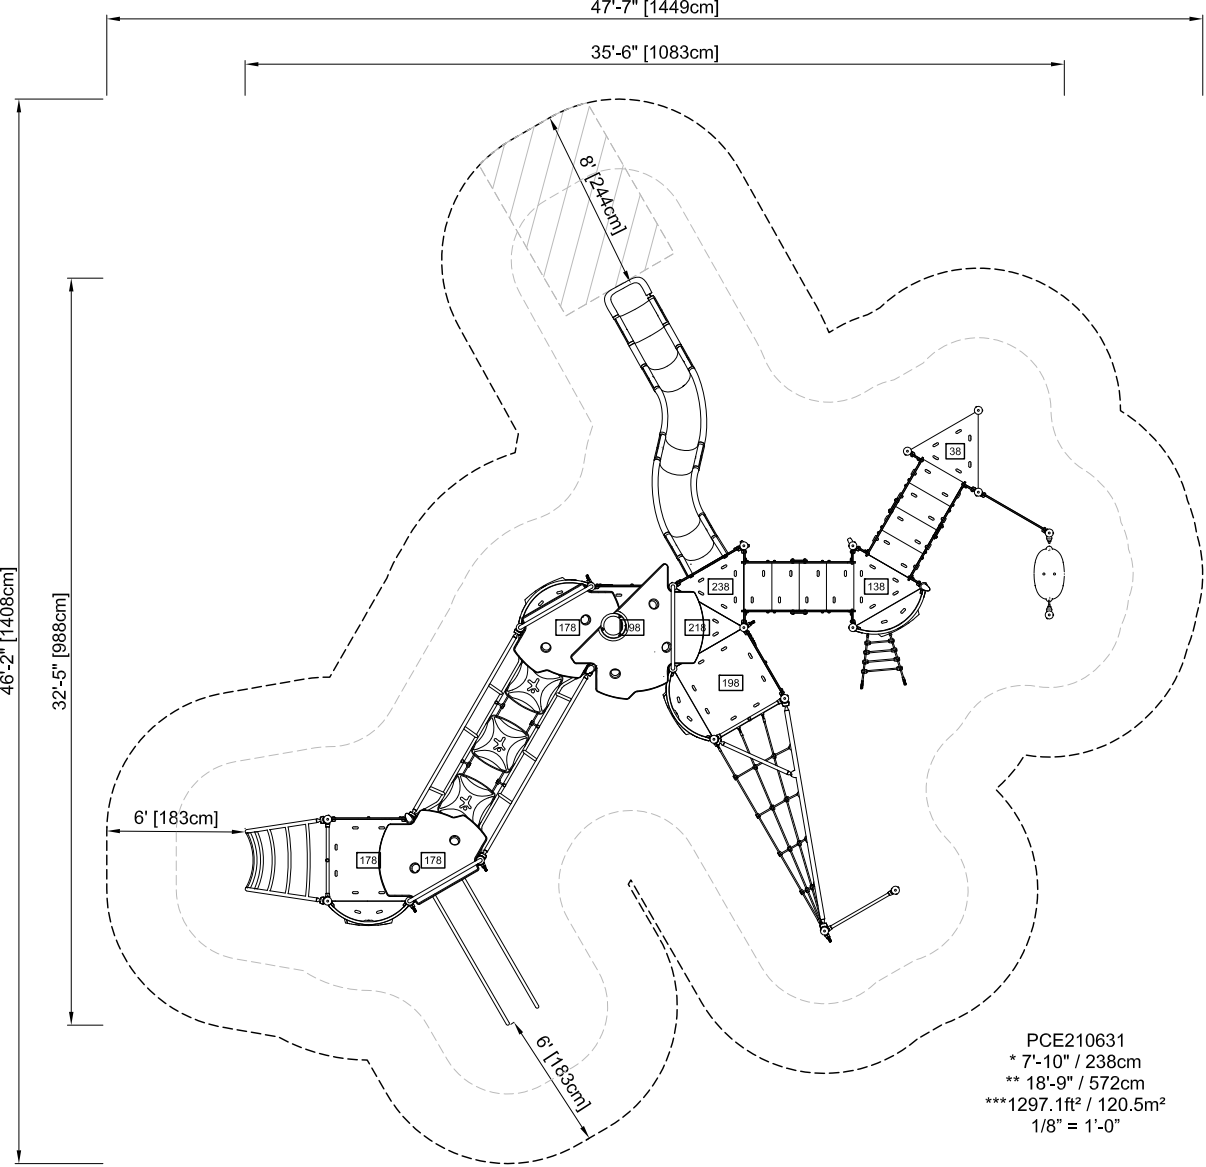 47'-7" [1449cm]
35'-6" [1083cm]
8' [244cm]
46'-2" [1408cm]
32'-5" [988cm]
38
238
138
178
98
218
198
6' [183cm]
178
178
6' [183cm]
PCE210631
* 7'-10" / 238cm
** 18'-9" / 572cm
***1297.1ft² / 120.5m²
1/8" = 1'-0"